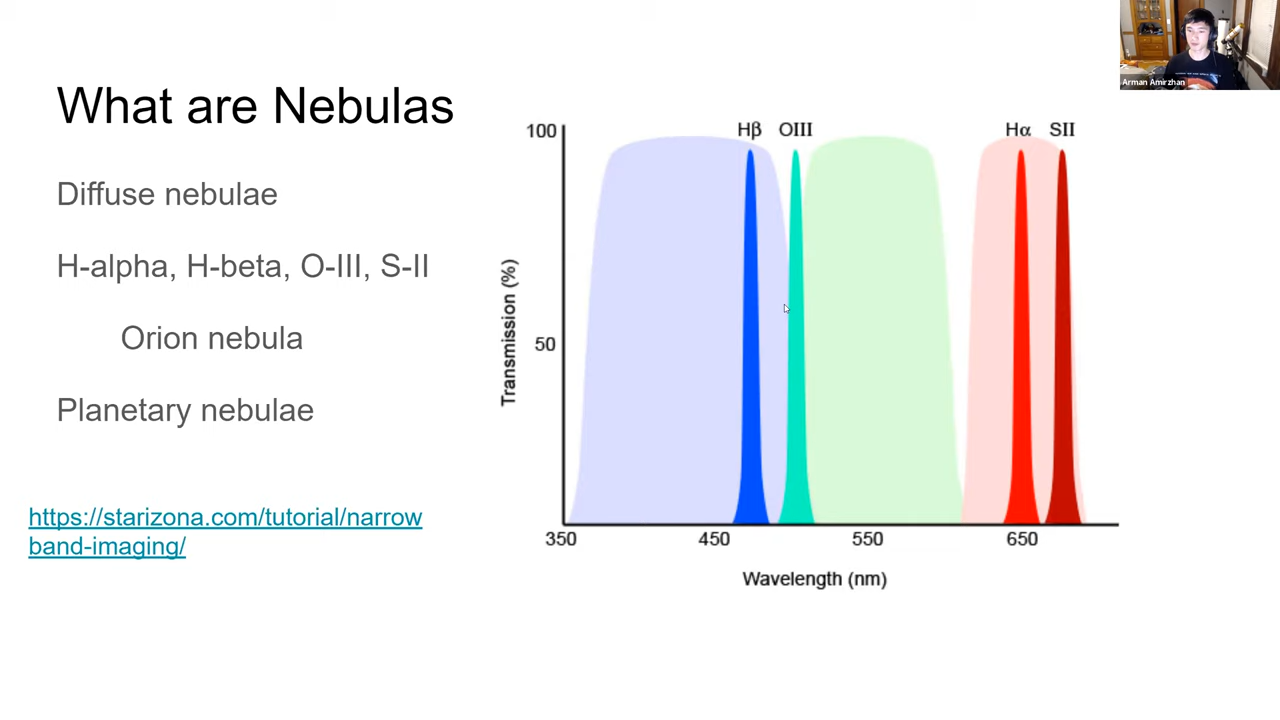 Arman Amirzhan
What are Nebulas
Diffuse nebulae
H-alpha, H-beta, O-III, S-II
Orion nebula
Planetary nebulae
https://starizona.com/tutorial/narrow
band-imaging/
Hβ OIII Hα SII
100
50
Transmission (%)
350 450 550 650
Wavelength (nm)